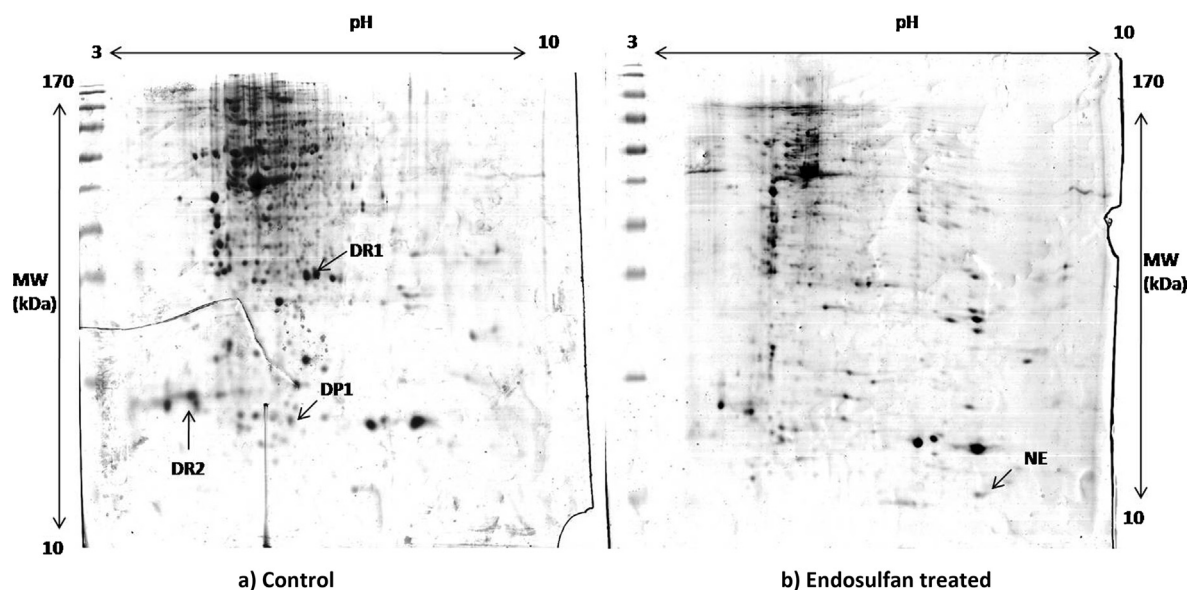 a)
pH
3
10
170
DR1
MW
(kDa)
DP1
DR2
10
a) Control
b)
pH
3
10
170
MW
(kDa)
NE
10
b) Endosulfan treated